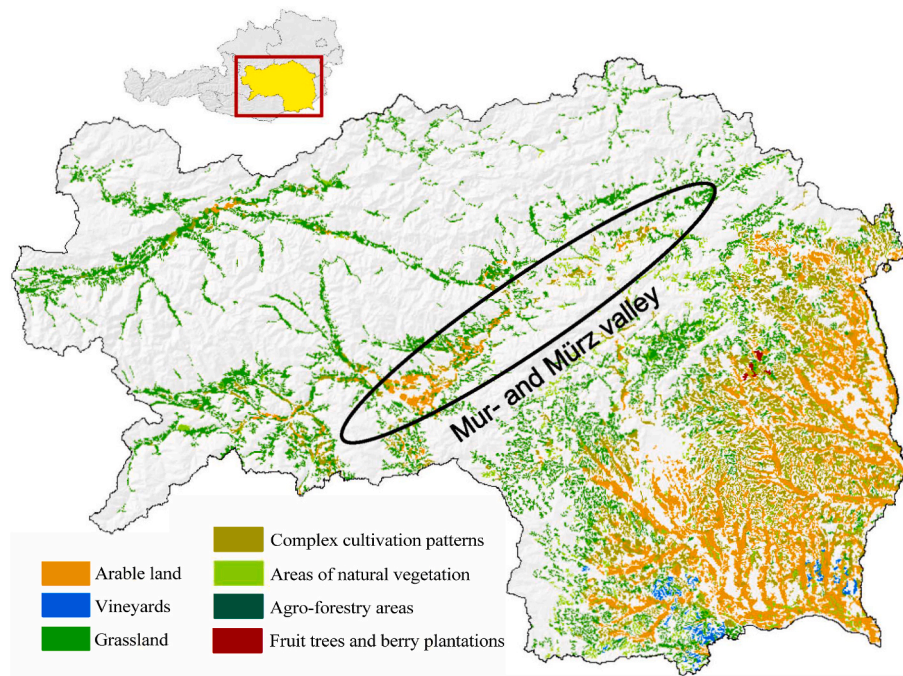 Mur- and Mürz valley
Complex cultivation patterns
Arable land
Areas of natural vegetation
Vineyards
Agro-forestry areas
Grassland
Fruit trees and berry plantations